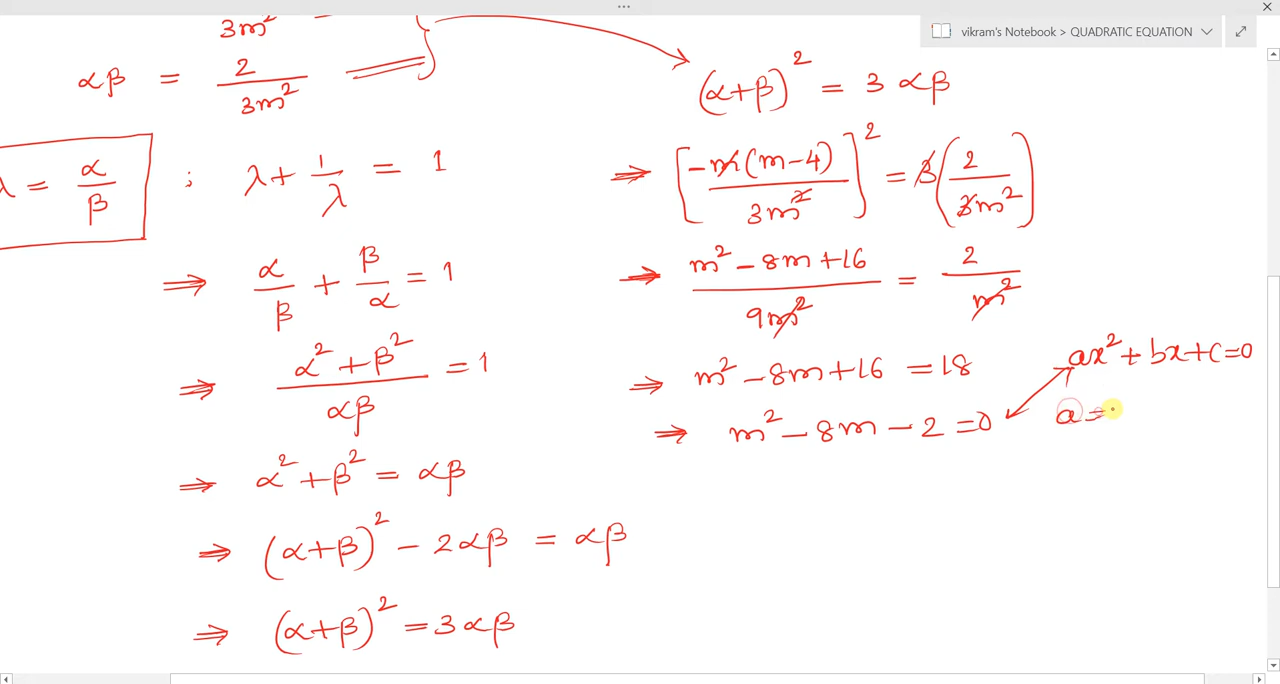 vikram's Notebook > QUADRATIC EQUATION
3m²
αβ = 2/3m²
λ = α/β ; λ + 1/λ = 1
⇒ α/β + β/α = 1
⇒ α² + β²/αβ = 1
⇒ α² + β² = αβ
⇒ (α+β)² - 2αβ = αβ
⇒ (α+β)² = 3αβ
(α+β)² = 3αβ
⇒ [-m(m-4)/3m²]² = 3(2/3m²)
⇒ m² - 8m + 16/9m² = 2/m²
⇒ m² - 8m + 16 = 18
⇒ m² - 8m - 2 = 0
ax² + bx + c = 0
a =